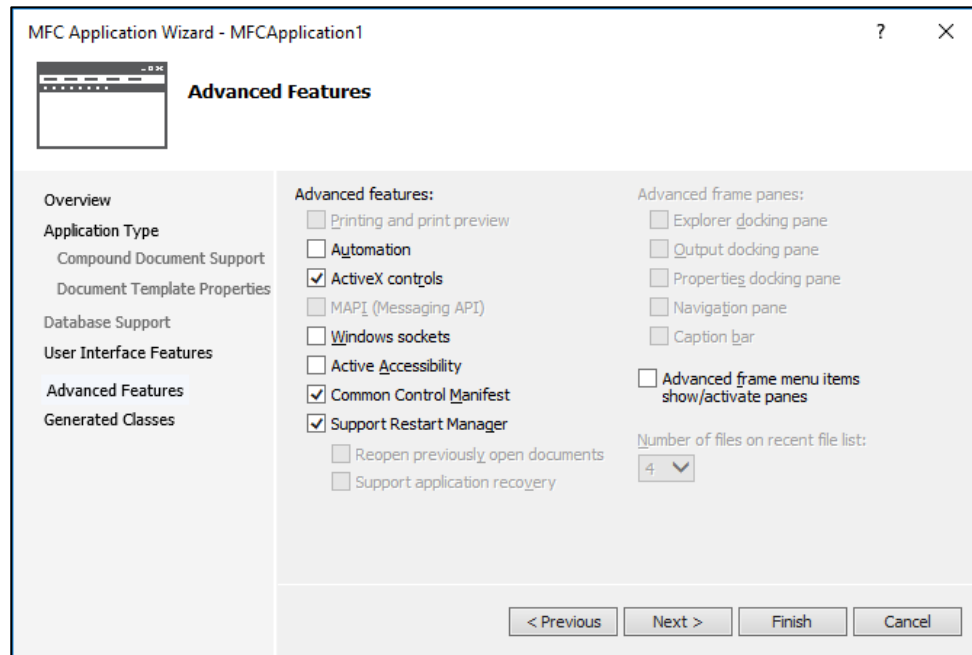 MFC Application Wizard - MFCApplication1
?
Advanced Features
Overview
Application Type
Compound Document Support
Document Template Properties
Database Support
User Interface Features
Advanced Features
Generated Classes
Advanced features:
Printing and print preview
Automation
ActiveX controls
MAPI (Messaging API)
Windows sockets
Active Accessibility
Common Control Manifest
Support Restart Manager
Reopen previously open documents
Support application recovery
Advanced frame panes:
Explorer docking pane
Output docking pane
Properties docking pane
Navigation pane
Caption bar
Advanced frame menu items
show/activate panes
Number of files on recent file list:
4
< Previous
Next >
Finish
Cancel